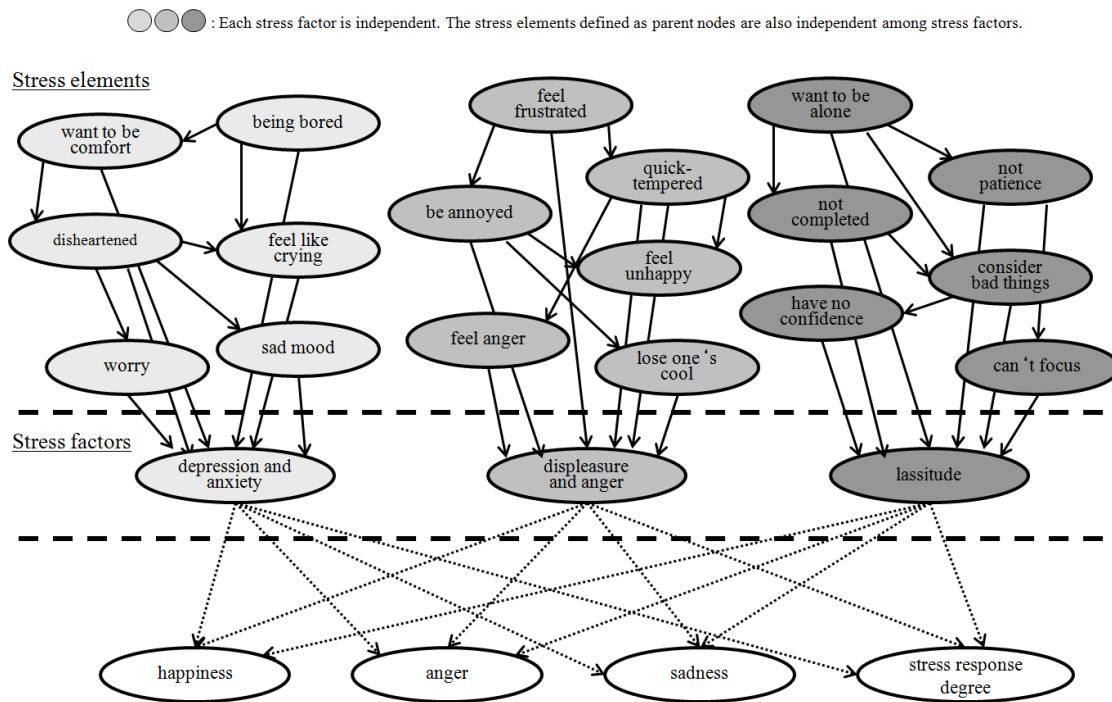 : Each stress factor is independent. The stress elements defined as parent nodes are also independent among stress factors.
Stress elements
want to be
comfort
being bored
disheartened
feel like
crying
worry
sad mood
feel
frustrated
quick-
tempered
be annoyed
feel
unhappy
feel anger
lose one‘s
cool
want to be
alone
not
patience
not
completed
consider
bad things
have no
confidence
can‘t focus
Stress factors
depression and
anxiety
displeasure
and anger
lassitude
happiness
anger
sadness
stress response
degree